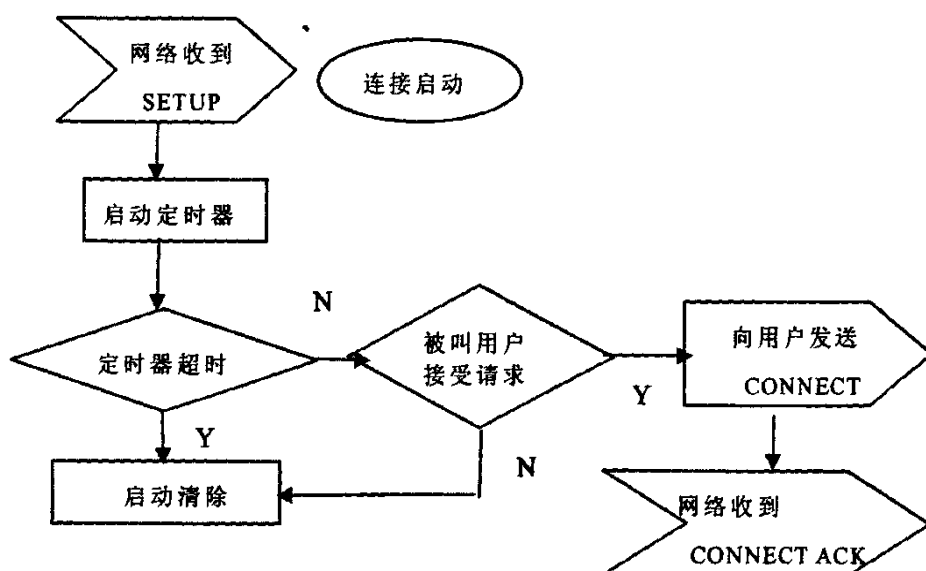 网络收到
SETUP
连接启动
启动定时器
N
定时器超时
被叫用户
接受请求
向用户发送
CONNECT
Y
Y
启动清除
N
网络收到
CONNECT ACK